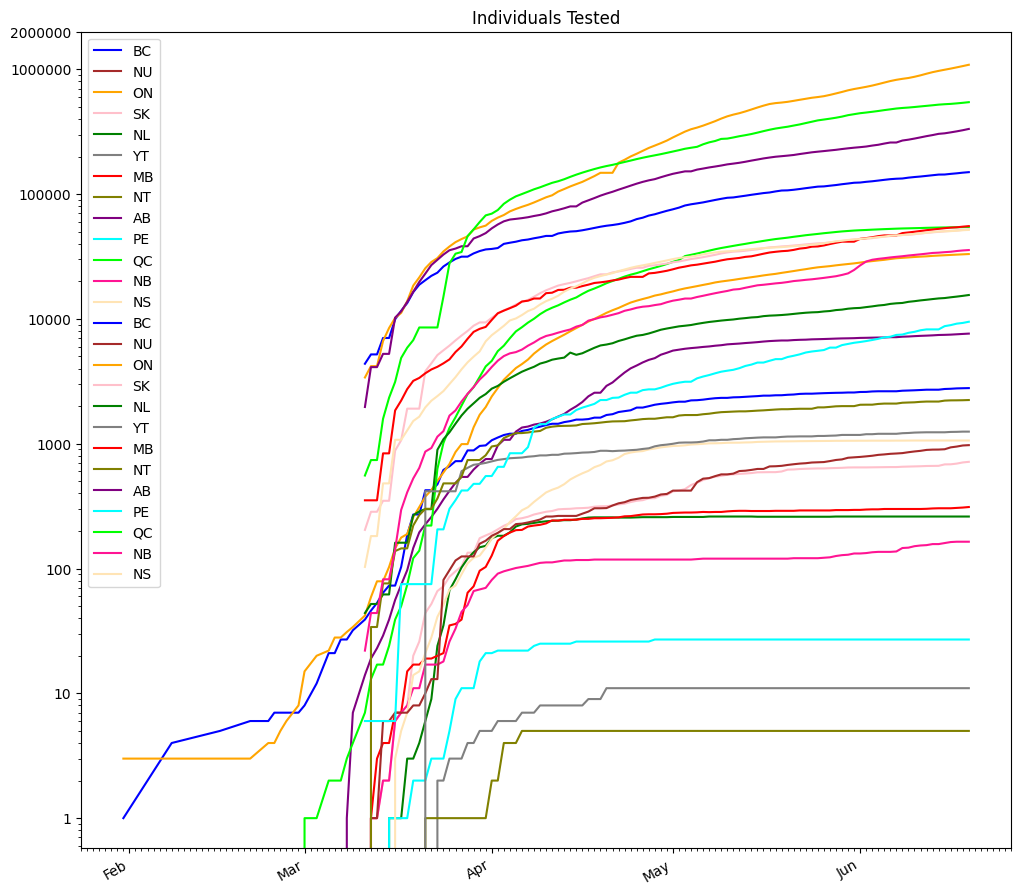 Individuals Tested
2000000
1000000
100000
10000
1000
100
10
1
BC
NU
ON
SK
NL
YT
MB
NT
AB
PE
QC
NB
NS
BC
NU
ON
SK
NL
YT
MB
NT
AB
PE
QC
NB
NS
Feb
Mar
Apr
May
Jun